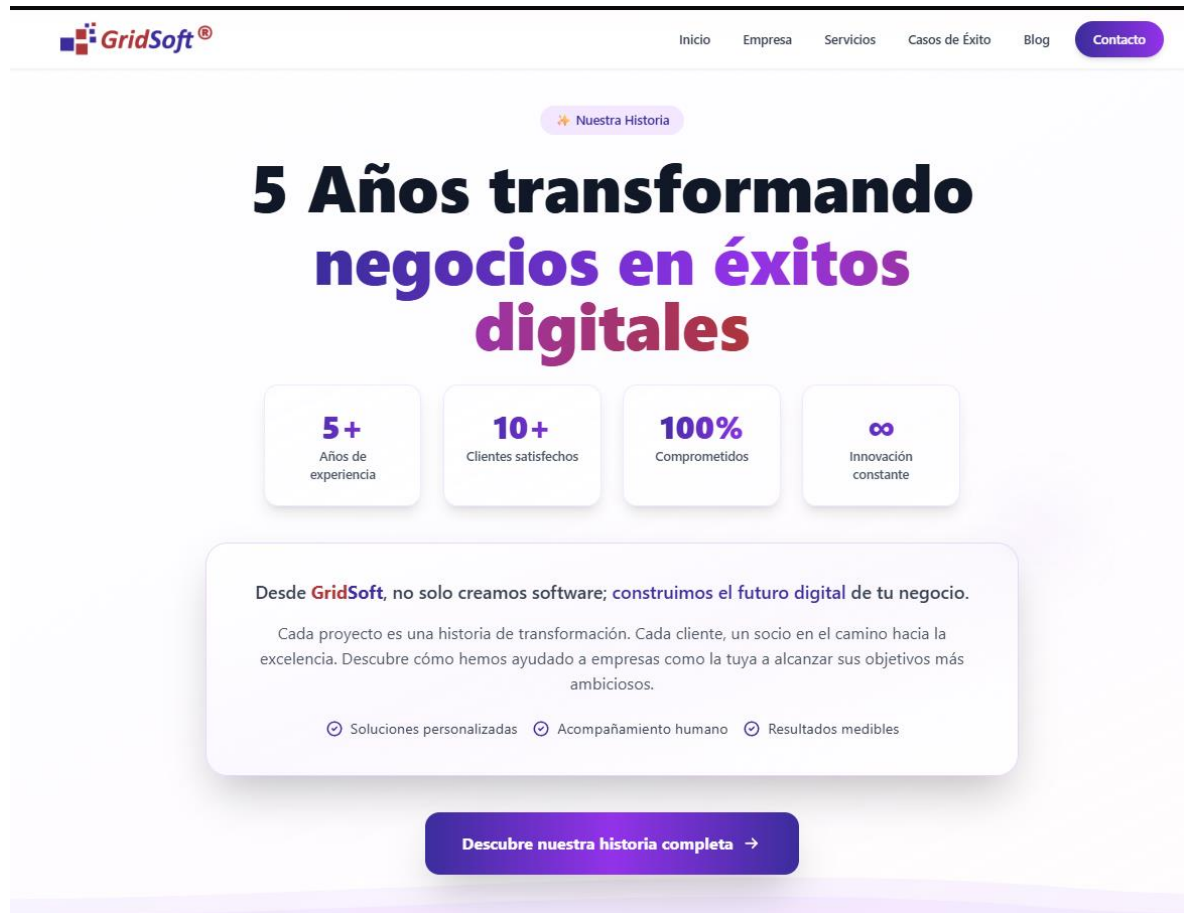 GridSoft ®
Inicio Empresa Servicios Casos de Éxito Blog Contacto
✨ Nuestra Historia
5 Años transformando
negocios en éxitos
digitales
5+
Años de
experiencia
10+
Clientes satisfechos
100%
Comprometidos
∞
Innovación
constante
Desde GridSoft, no solo creamos software; construimos el futuro digital de tu negocio.
Cada proyecto es una historia de transformación. Cada cliente, un socio en el camino hacia la
excelencia. Descubre cómo hemos ayudado a empresas como la tuya a alcanzar sus objetivos más
ambiciosos.
Soluciones personalizadas Acompañamiento humano Resultados medibles
Descubre nuestra historia completa →